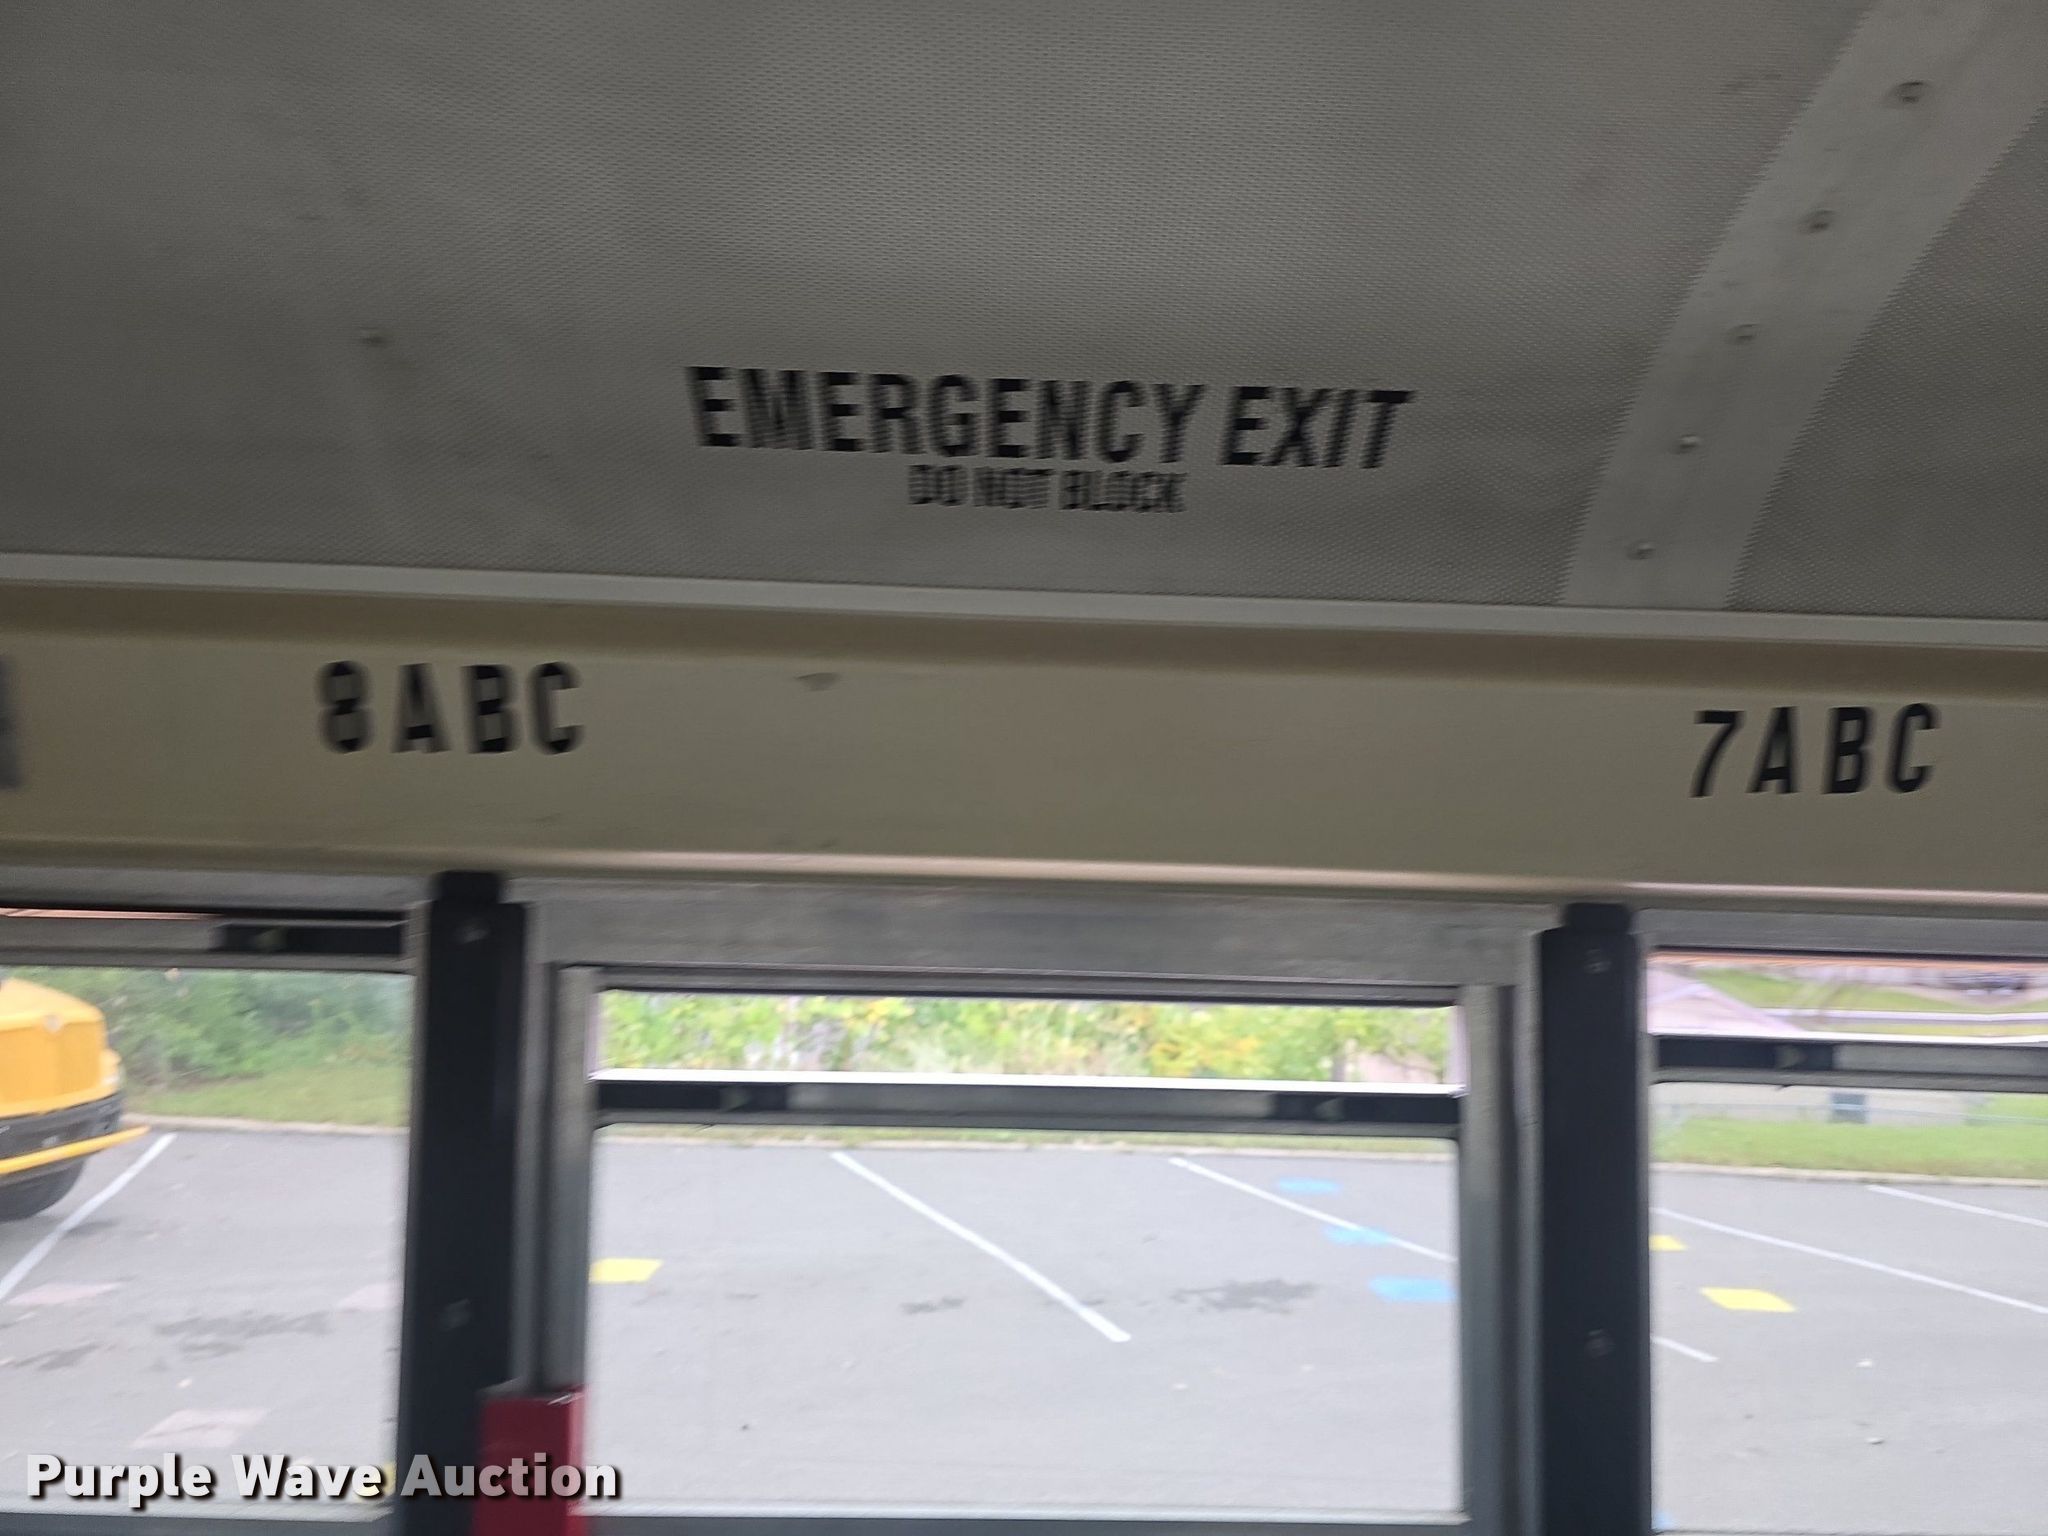 EMERGENCY EXIT
DO NOT BLOCK
8ABC
7ABC
Purple Wave Auction